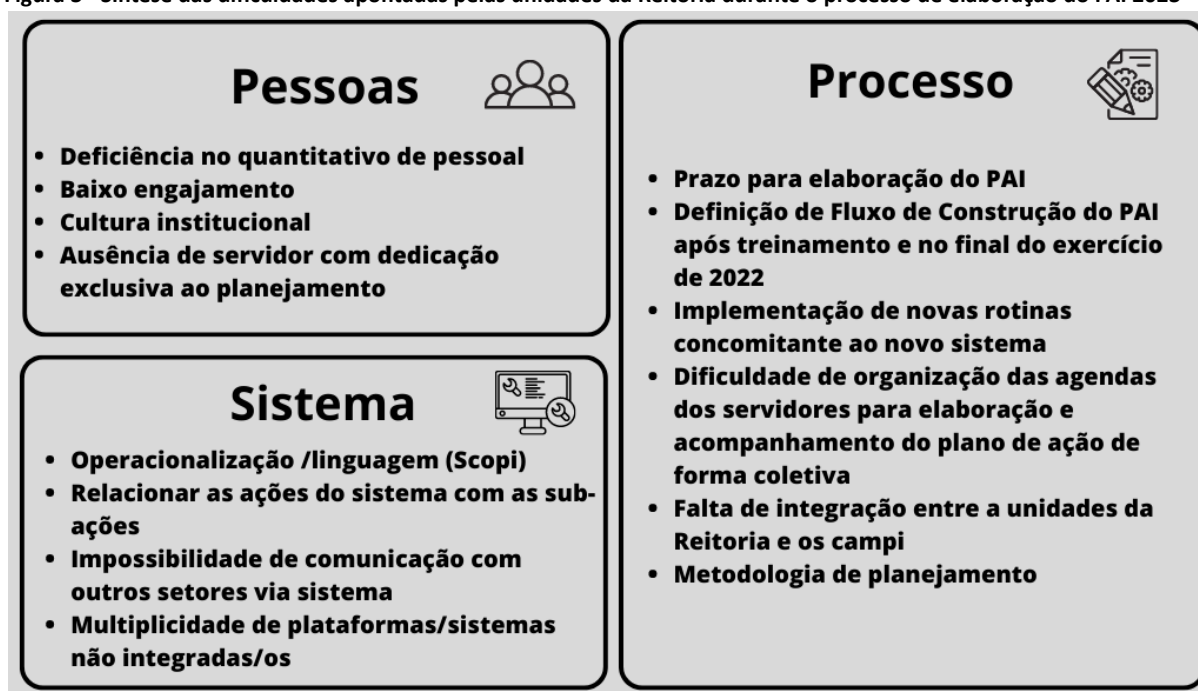 Pessoas
• Deficiência no quantitativo de pessoal
• Baixo engajamento
• Cultura institucional
• Ausência de servidor com dedicação
exclusiva ao planejamento
Sistema
• Operacionalização /linguagem (Scopi)
• Relacionar as ações do sistema com as sub-
ações
• Impossibilidade de comunicação com
outros setores via sistema
• Multiplicidade de plataformas/sistemas
não integradas/os
Processo
• Prazo para elaboração do PAI
• Definição de Fluxo de Construção do PAI
após treinamento e no final do exercício
de 2022
• Implementação de novas rotinas
concomitante ao novo sistema
• Dificuldade de organização das agendas
dos servidores para elaboração e
acompanhamento do plano de ação de
forma coletiva
• Falta de integração entre a unidades da
Reitoria e os campi
• Metodologia de planejamento